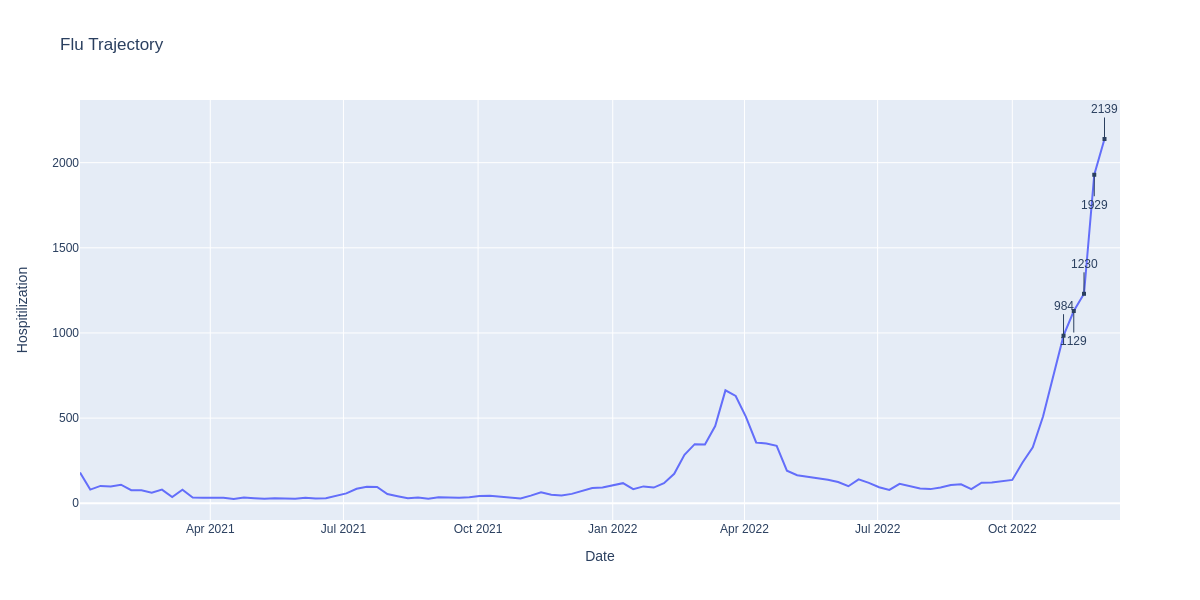 Flu Trajectory
2139
2000
1929
1500
1230
984
1129
1000
500
0
Hospitilization
Apr 2021
Jul 2021
Oct 2021
Jan 2022
Apr 2022
Jul 2022
Oct 2022
Date